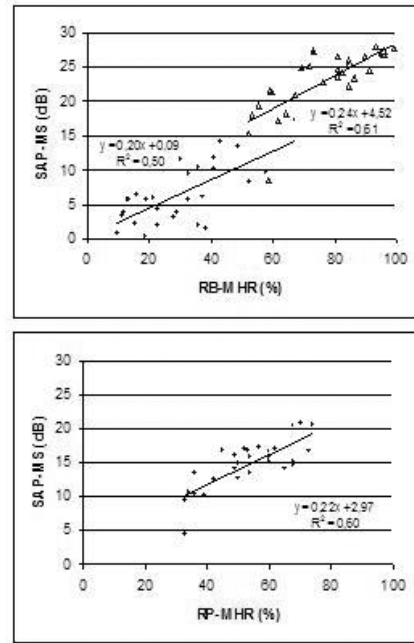 30
25
20
15
10
5
0
SAP-MS (dB)
y =0,20x +0,09
R² =0,50
y =0,24x +4,52
R² =0,61
0 20 40 60 80 100
RB-MHR (%)
30
25
20
15
10
5
0
SAP-MS (dB)
y =0,22x +2,97
R² =0,60
0 20 40 60 80 100
RP-MHR (%)